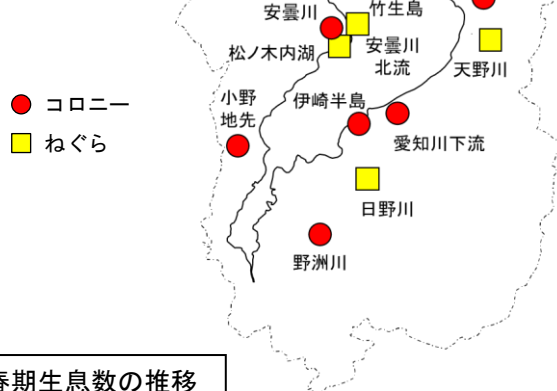 安曇川
竹生島
松ノ木内湖
安曇川
北流
天野川
コロニー
ねぐら
小野
地先
伊崎半島
愛知川下流
日野川
野洲川
春期生息数の推移